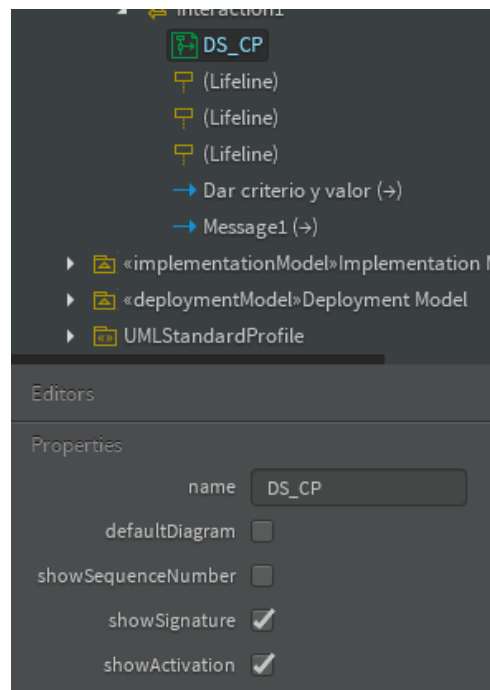 Interaction1
DS_CP
(Lifeline)
(Lifeline)
(Lifeline)
Dar criterio y valor (→)
Message1 (→)
«implementationModel»Implementation
«deploymentModel»Deployment Model
UMLStandardProfile
Editors
Properties
name DS_CP
defaultDiagram
showSequenceNumber
showSignature
showActivation